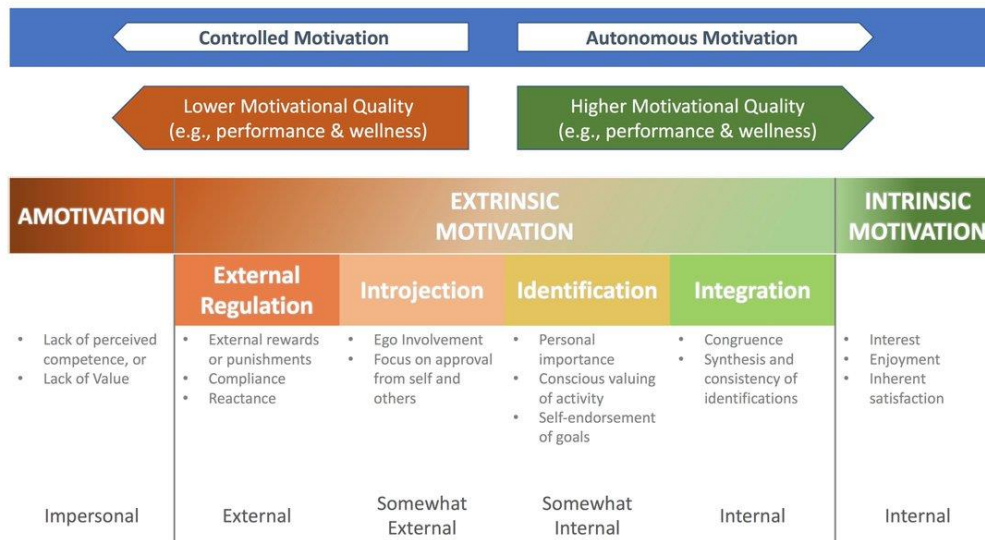 Controlled Motivation
Autonomous Motivation
Lower Motivational Quality
(e.g., performance & wellness)
Higher Motivational Quality
(e.g., performance & wellness)
AMOTIVATION
EXTRINSIC
MOTIVATION
INTRINSIC
MOTIVATION
External
Regulation
Introjection
Identification
Integration
• Lack of perceived
competence, or
• Lack of Value
• External rewards
or punishments
• Compliance
• Reactance
• Ego Involvement
• Focus on approval
from self and
others
• Personal
importance
• Conscious valuing
of activity
• Self-endorsement
of goals
• Congruence
• Synthesis and
consistency of
identifications
• Interest
• Enjoyment
• Inherent
satisfaction
Impersonal
External
Somewhat
External
Somewhat
Internal
Internal
Internal